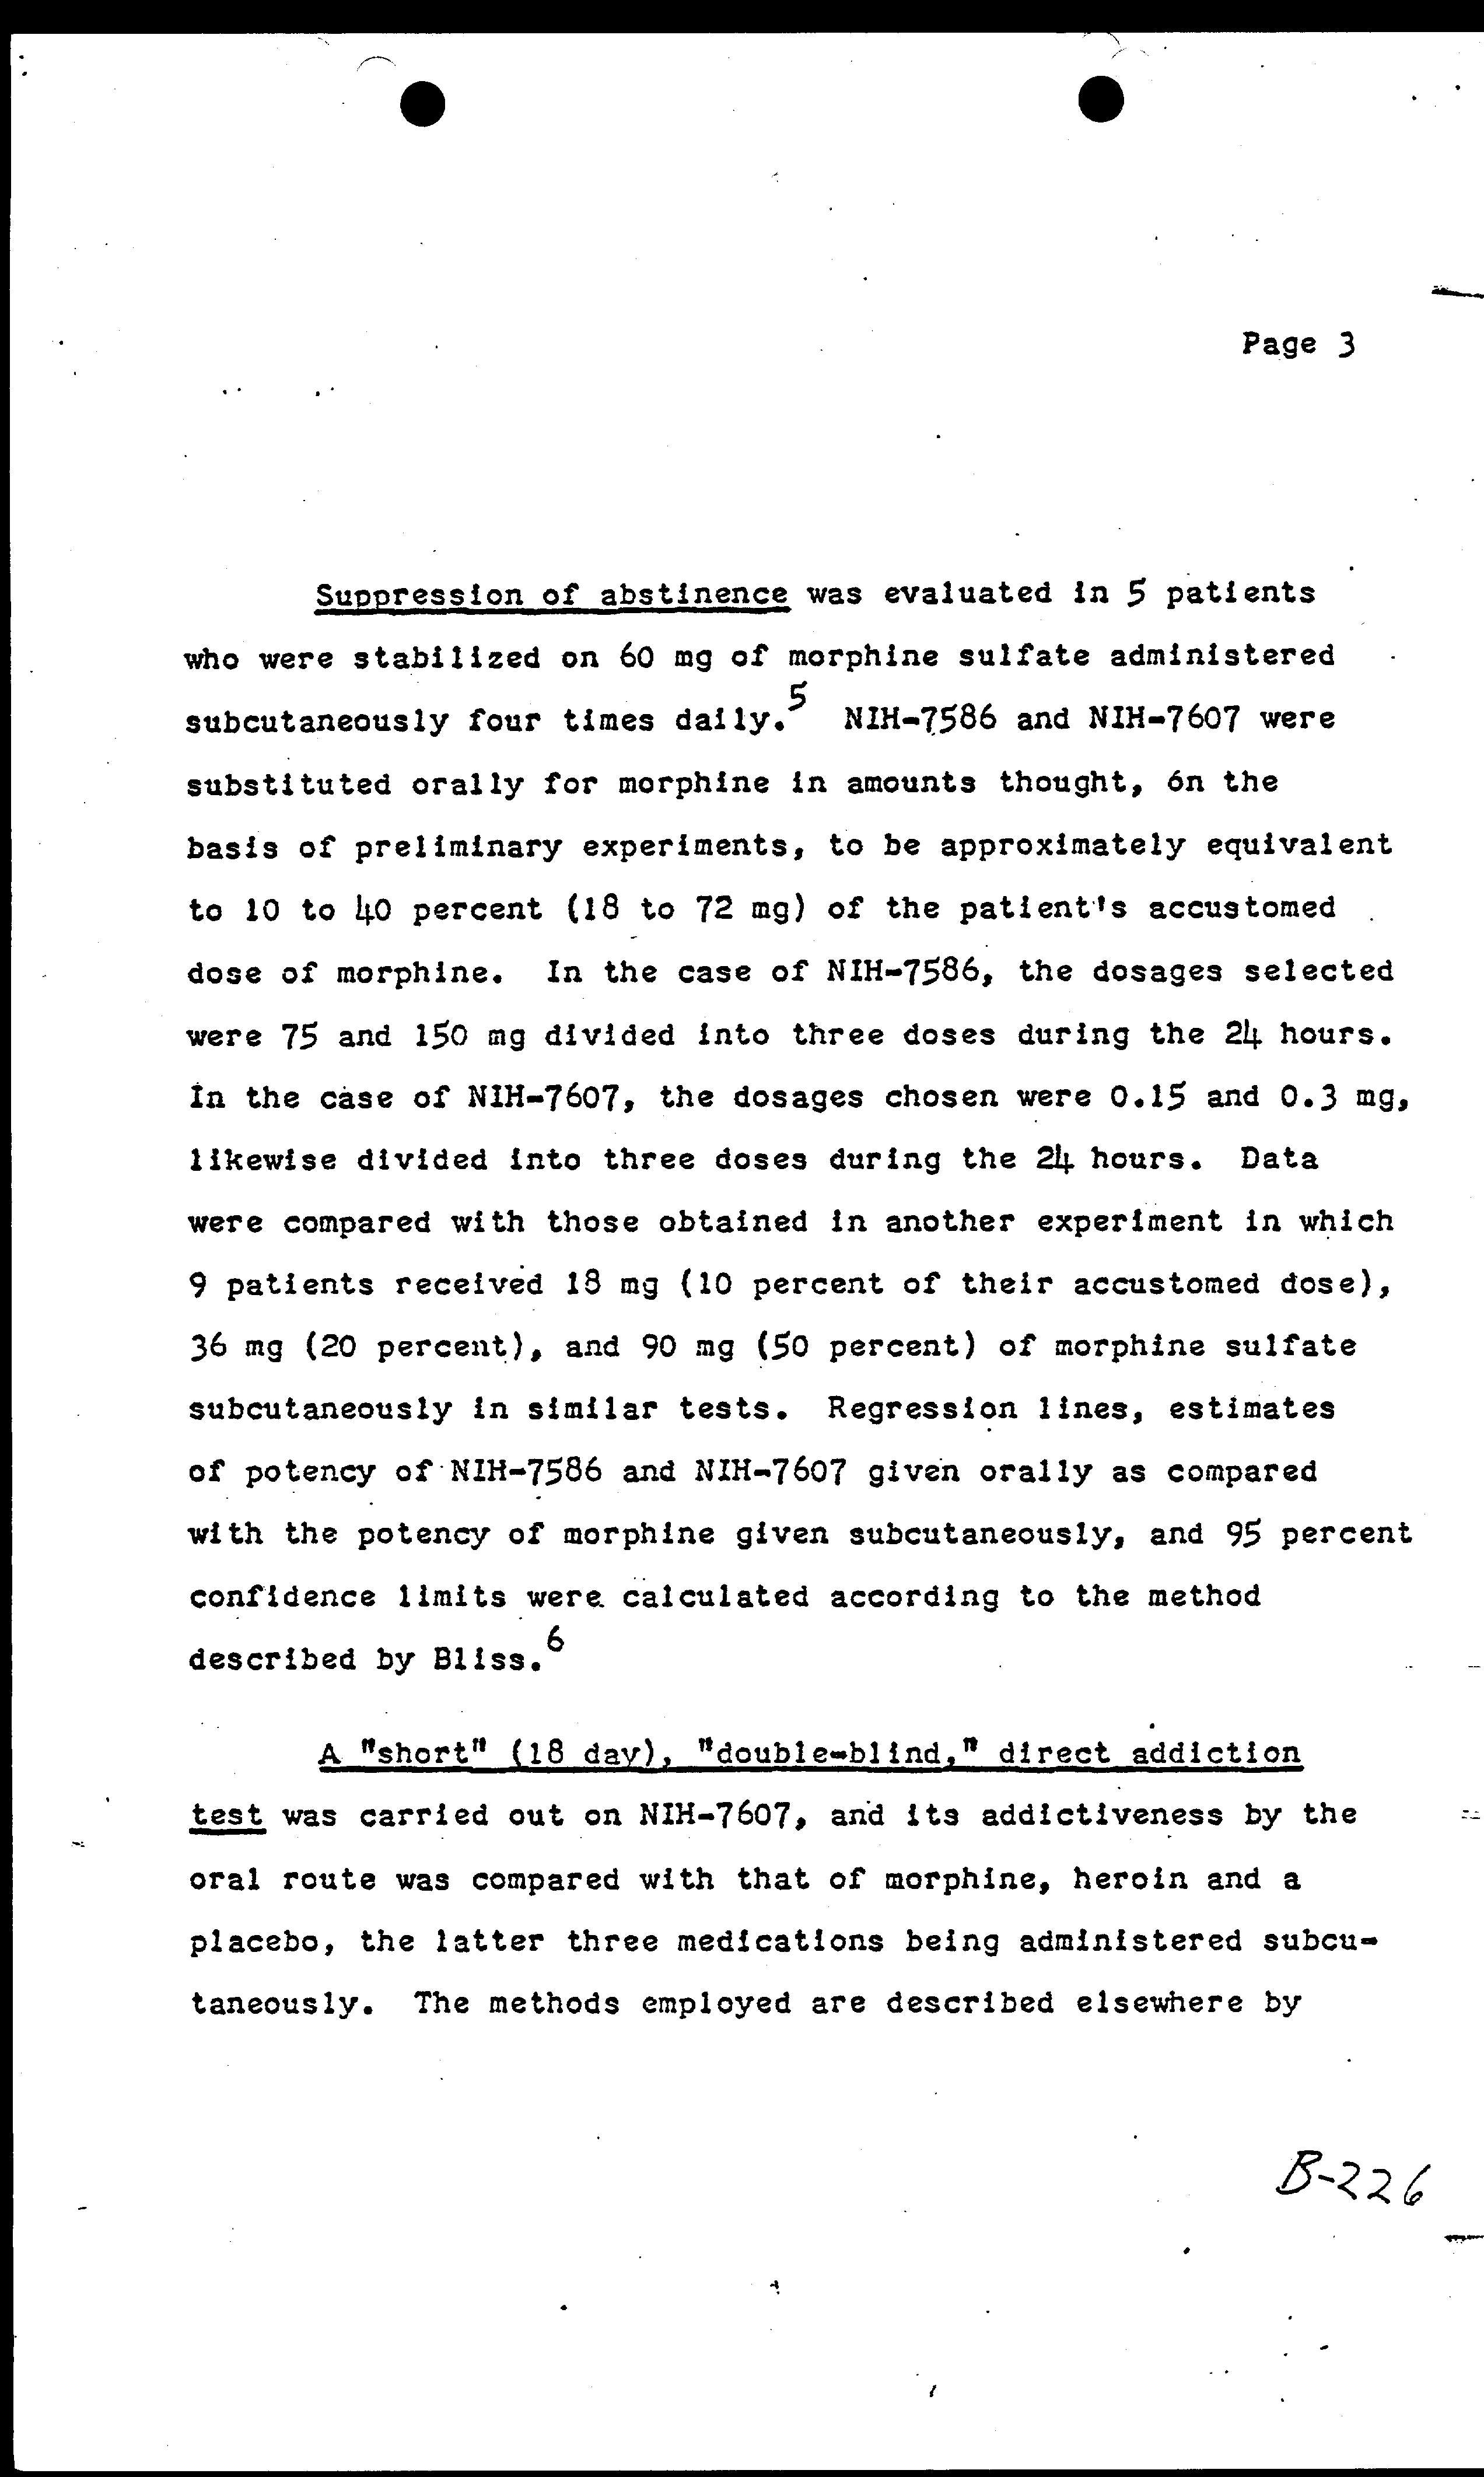 Page 3
Suppression of abstinence was evaluated in 5 patients
who were stabilized on 60 mg of morphine sulfate administered
subcutaneously four times daily.5 NIH-7586 and NIH-7607 were
substituted orally for morphine in amounts thought, on the
basis of preliminary experiments, to be approximately equivalent
to 10 to 40 percent (18 to 72 mg) of the patient's accustomed
dose of morphine. In the case of NIH-7586, the dosages selected
were 75 and 150 mg divided into three doses during the 24 hours.
In the case of NIH-7607, the dosages chosen were 0.15 and 0.3 mg,
likewise divided into three doses during the 24 hours. Data
were compared with those obtained in another experiment in which
9 patients received 18 mg (10 percent of their accustomed dose),
36 mg (20 percent), and 90 mg (50 percent) of morphine sulfate
subcutaneously in similar tests. Regression lines, estimates
of potency of NIH-7586 and NIH-7607 given orally as compared
with the potency of morphine given subcutaneously, and 95 percent
confidence limits were calculated according to the method
described by Bliss.6
A "short" (18 day), "double-blind," direct addiction
test was carried out on NIH-7607, and its addictiveness by the
oral route was compared with that of morphine, heroin and a
placebo, the latter three medications being administered subcu-
taneously. The methods employed are described elsewhere by
B-226